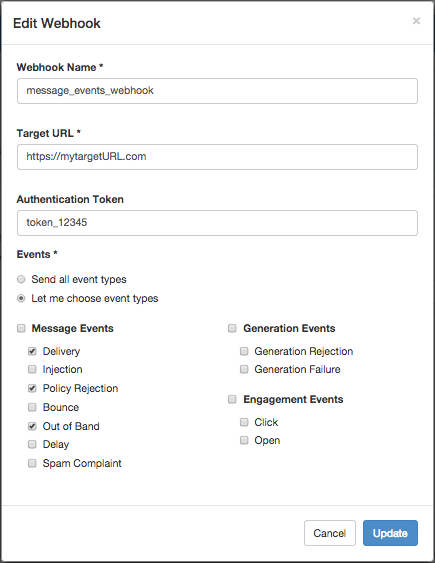 Edit Webhook ×
Webhook Name *
message_events_webhook
Target URL *
https://mytargetURL.com
Authentication Token
token_12345
Events *
Send all event types
Let me choose event types
Message Events
Delivery
Injection
Policy Rejection
Bounce
Out of Band
Delay
Spam Complaint
Generation Events
Generation Rejection
Generation Failure
Engagement Events
Click
Open
Cancel Update